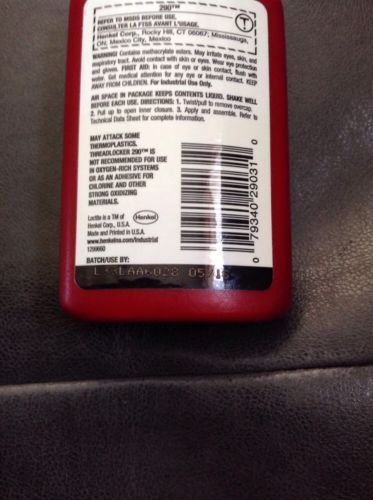 290™
REFER TO MSDS BEFORE USE.
CONSULTER LA FTSS AVANT L'USAGE.
Henkel Corp., Rocky Hill, CT 06067; Mississauga,
ON; Mexico City, Mexico
T
WARNING! Contains methacrylate esters. May irritate eyes, skin, and
respiratory tract. Avoid contact with skin or eyes. Wear eye protection,
and gloves. FIRST AID: In case of eye or skin contact, flush with
water. Get medical attention for any eye or internal contact. KEEP
AWAY FROM CHILDREN. For Industrial Use Only.
AIR SPACE IN PACKAGE KEEPS CONTENTS LIQUID. SHAKE WELL
BEFORE EACH USE. DIRECTIONS: 1. Twist/pull to remove overcap.
2. Pull up to open inner closure. 3. Apply and assemble. Refer to
Technical Data Sheet for complete information.
MAY ATTACK SOME
THERMOPLASTICS.
THREADLOCKER 290™ IS
NOT RECOMMENDED FOR USE
IN OXYGEN-RICH SYSTEMS
OR AS AN ADHESIVE FOR
CHLORINE AND OTHER
STRONG OXIDIZING
MATERIALS.
Loctite is a TM of
Henkel Corp., U.S.A.
Made and Printed in U.S.A.
www.henkelna.com/industrial
1299660
Henkel
0 79340 29031 0
BATCH/USE BY:
LAA6028 05/18